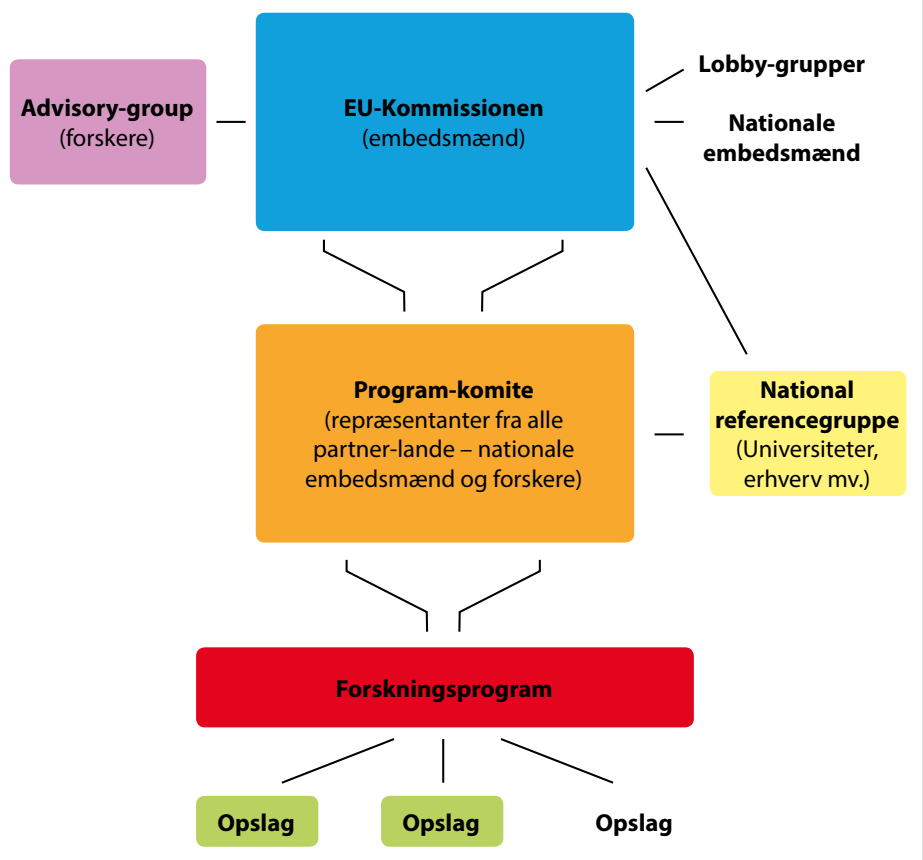 Advisory-group
(forskere)
EU-Kommissionen
(embedsmænd)
Lobby-grupper
Nationale
embedsmænd
Program-komite
(repræsentanter fra alle
partner-lande – nationale
embedsmænd og forskere)
National
referencegruppe
(Universiteter,
erhverv mv.)
Forskningsprogram
Opslag
Opslag
Opslag